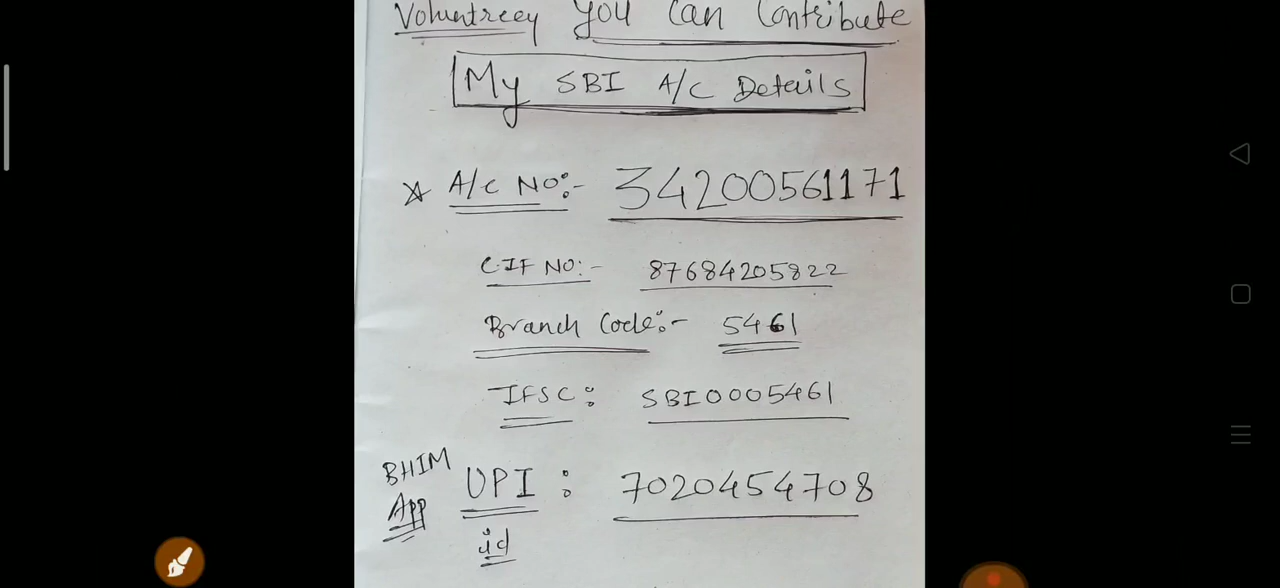 Voluntreey you can Contribute
My SBI A/C Details
☆ A/c No:- 34200561171
C.I.F NO:- 87684205822
Branch Code:- 5461
IFSC: SBI0005461
BHIM App UPI id : 7020454708